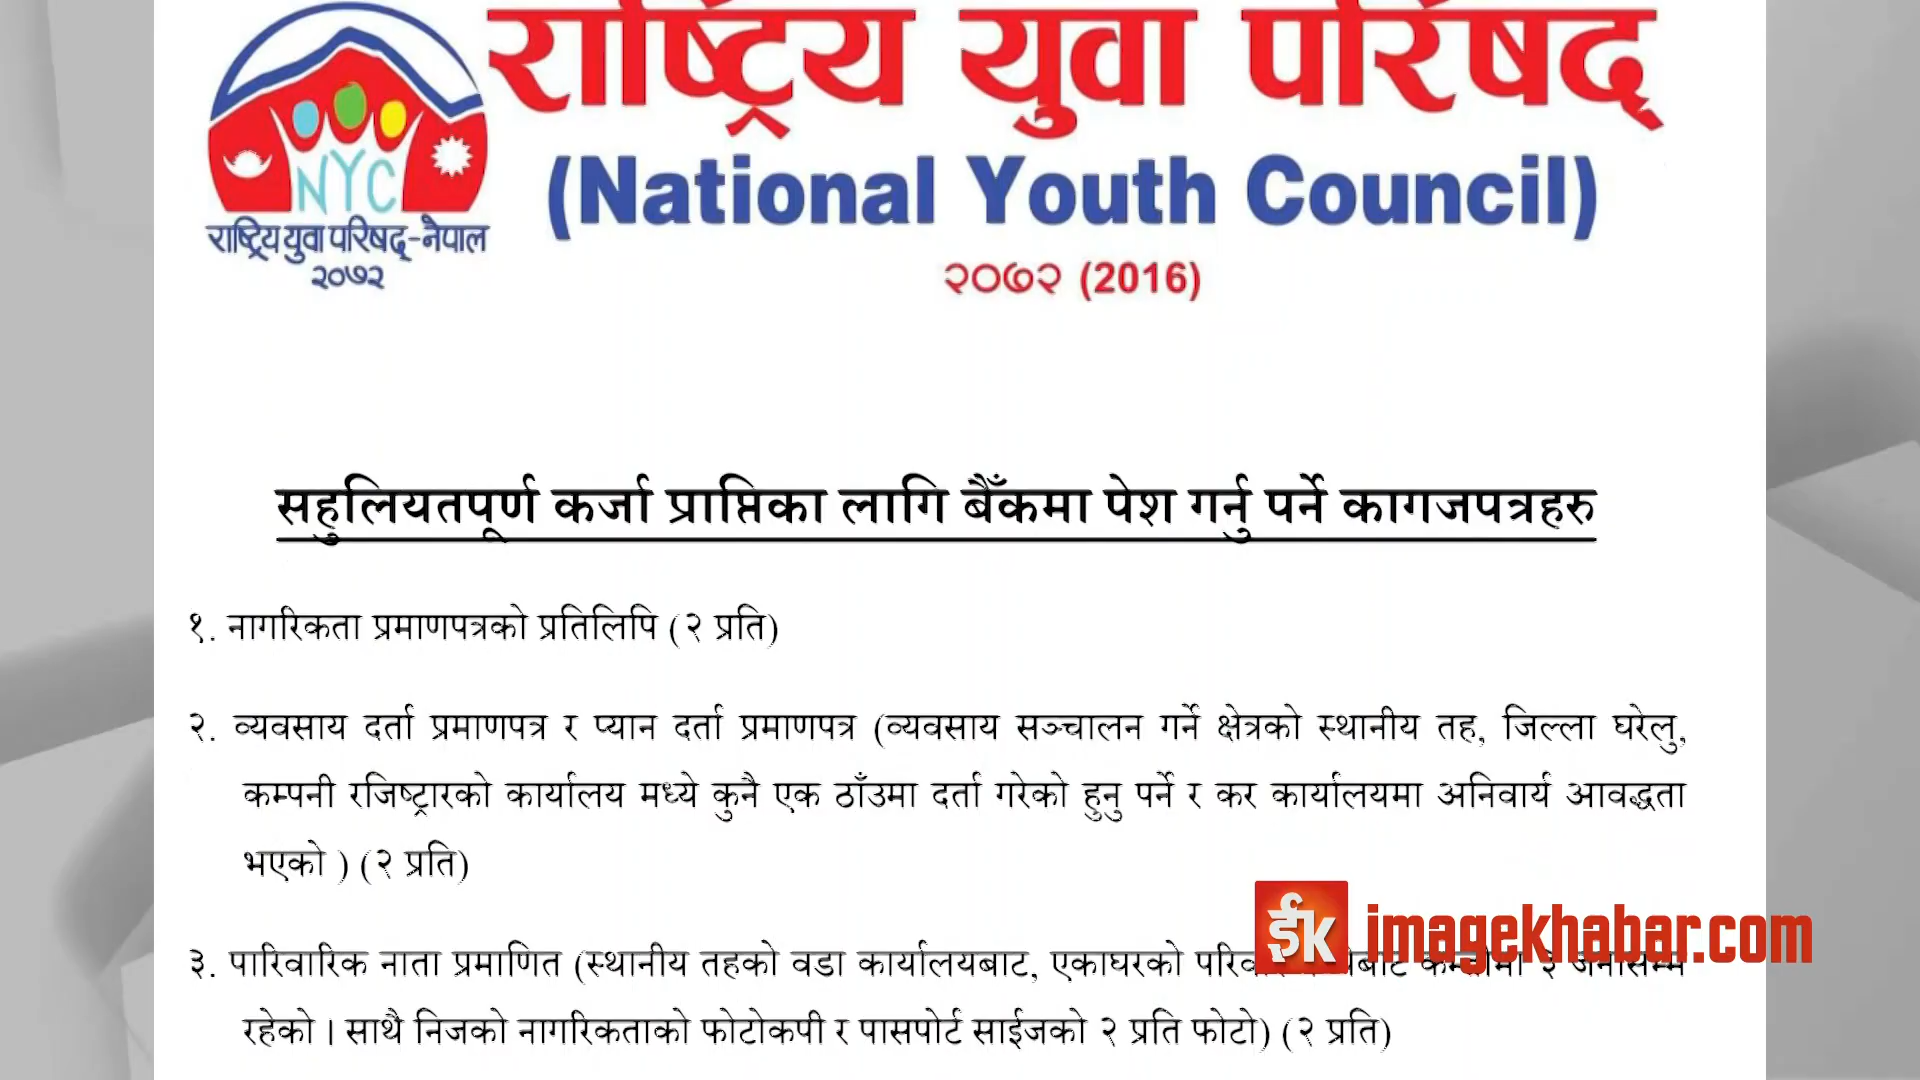 राष्ट्रिय युवा परिषद्
(National Youth Council)
२०७२ (2016)
NYC
राष्ट्रिय युवा परिषद्-नेपाल
२०७२
सहुलियतपूर्ण कर्जा प्राप्तिका लागि बैँकमा पेश गर्नु पर्ने कागजपत्रहरु
१. नागरिकता प्रमाणपत्रको प्रतिलिपि (२ प्रति)
२. व्यवसाय दर्ता प्रमाणपत्र र प्यान दर्ता प्रमाणपत्र (व्यवसाय सञ्चालन गर्ने क्षेत्रको स्थानीय तह, जिल्ला घरेलु,
कम्पनी रजिष्ट्रारको कार्यालय मध्ये कुनै एक ठाँउमा दर्ता गरेको हुनु पर्ने र कर कार्यालयमा अनिवार्य आवद्धता
भएको ) (२ प्रति)
३. पारिवारिक नाता प्रमाणित (स्थानीय तहको वडा कार्यालयबाट, एकाघरको ३ जनासम्म
रहेको । साथै निजको नागरिकताको फोटोकपी र पासपोर्ट साईजको २ प्रति फोटो) (२ प्रति)
ईk imagekhabar.com